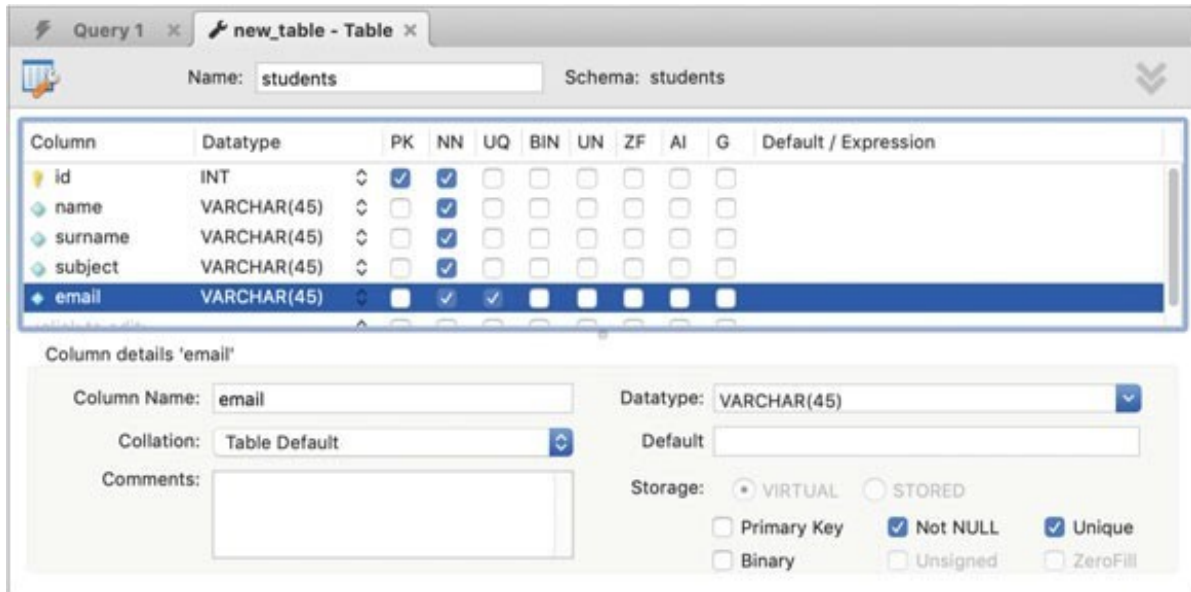 Query 1 new_table - Table
Name: students Schema: students
Column Datatype PK NN UQ BIN UN ZF AI G Default / Expression
id INT
name VARCHAR(45)
surname VARCHAR(45)
subject VARCHAR(45)
email VARCHAR(45)
Column details 'email'
Column Name: email Datatype: VARCHAR(45)
Collation: Table Default Default
Comments: Storage: VIRTUAL STORED
Primary Key Not NULL Unique
Binary Unsigned ZeroFill